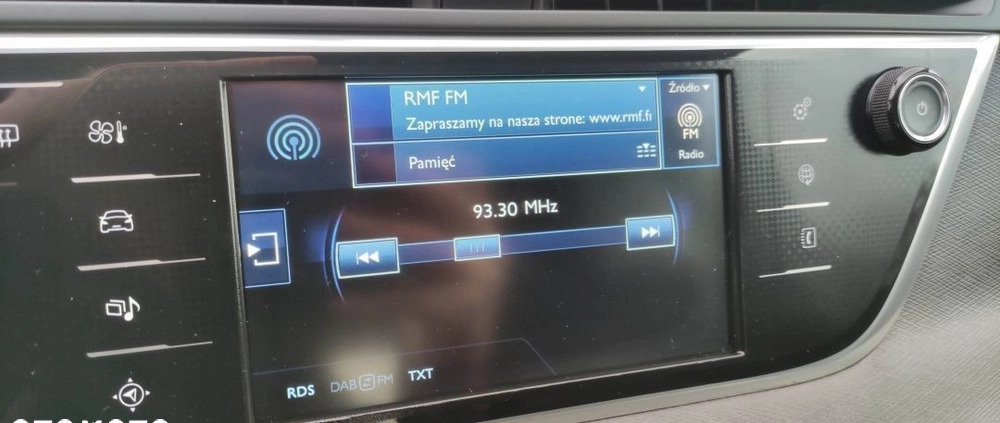 RMF FM
Zapraszamy na nasza strone: www.rmf.fi
Pamięć
Źródło
FM
Radio
93.30 MHz
RDS
DAB FM
TXT
OTOMOTO